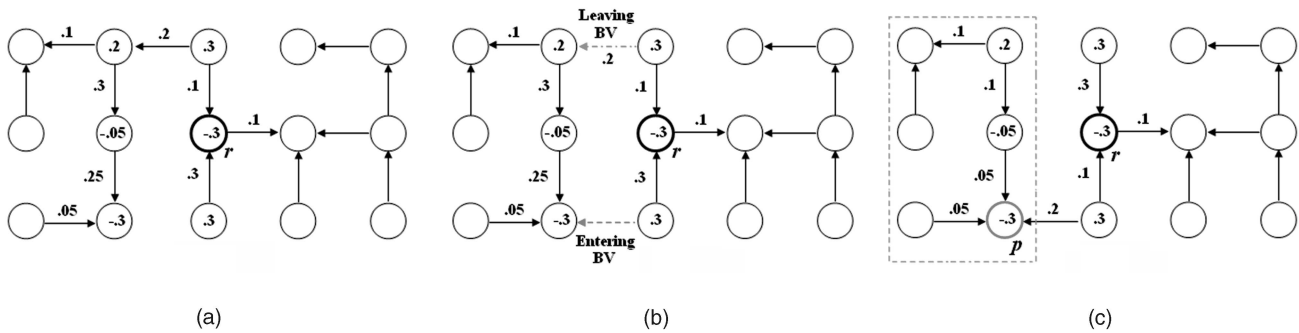 .1 .2
.2 .3
.3 .1
-.05 -.3 .1
r
.25 .3
.05
-.3 .3
(a)
Leaving
BV
.1 .2 .3
.2
.3 .1
-.05 -.3 .1
r
.25 .3
.05
-.3 .3
Entering
BV
(b)
.1
.2 .3
.1 .3
-.05 -.3 .1
r
.05 .1
.05 .2
-.3 .3
p
(c)